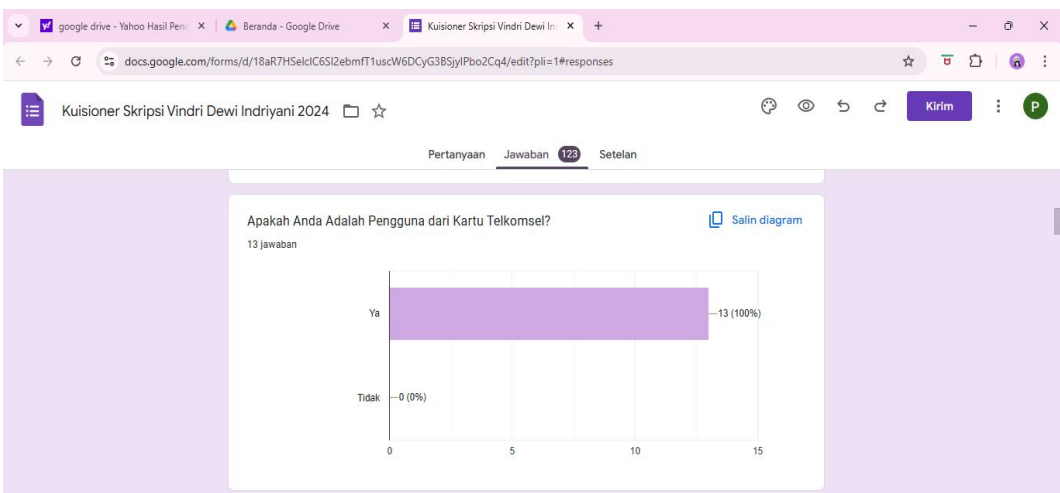 google drive - Yahoo Hasil Penc
Beranda - Google Drive
Kuisioner Skripsi Vindri Dewi In
docs.google.com/forms/d/18aR7HSelcIC6SI2ebmfT1uscW6DCyG3BSjyIPbo2Cq4/edit?pli=1#responses
Kuisioner Skripsi Vindri Dewi Indriyani 2024
Kirim
P
Pertanyaan Jawaban 123 Setelan
Apakah Anda Adalah Pengguna dari Kartu Telkomsel?
Salin diagram
13 jawaban
Ya
13 (100%)
Tidak
0 (0%)
0 5 10 15